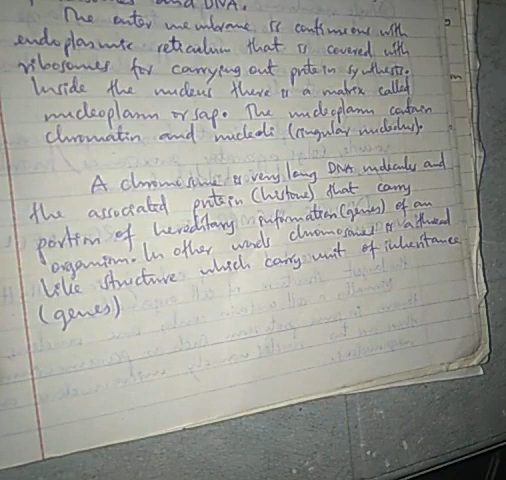 and DNA.
The outer membrane is continuous with
endoplasmic reticulum that is covered with
ribosomes for carrying out protein synthesis.
Inside the nucleus there is a matrix called
nucleoplasm or sap. The nucleoplasm contain
chromatin and nucleoli (singular nucleolus).
A chromosome is very long DNA molecules and
the associated protein (histone) that carry
portion of hereditary information (genes) of an
organism. In other words chromosomes is a thread
like structure which carry unit of inheritance
(genes)